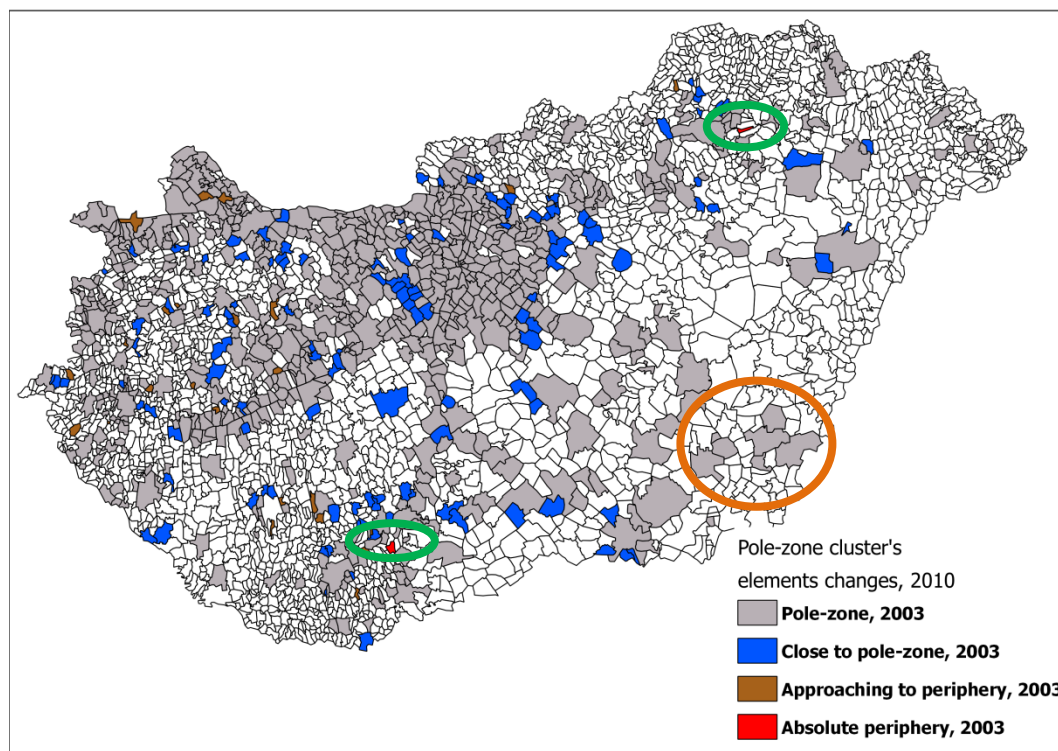 Pole-zone cluster's
elements changes, 2010
Pole-zone, 2003
Close to pole-zone, 2003
Approaching to periphery, 2003
Absolute periphery, 2003